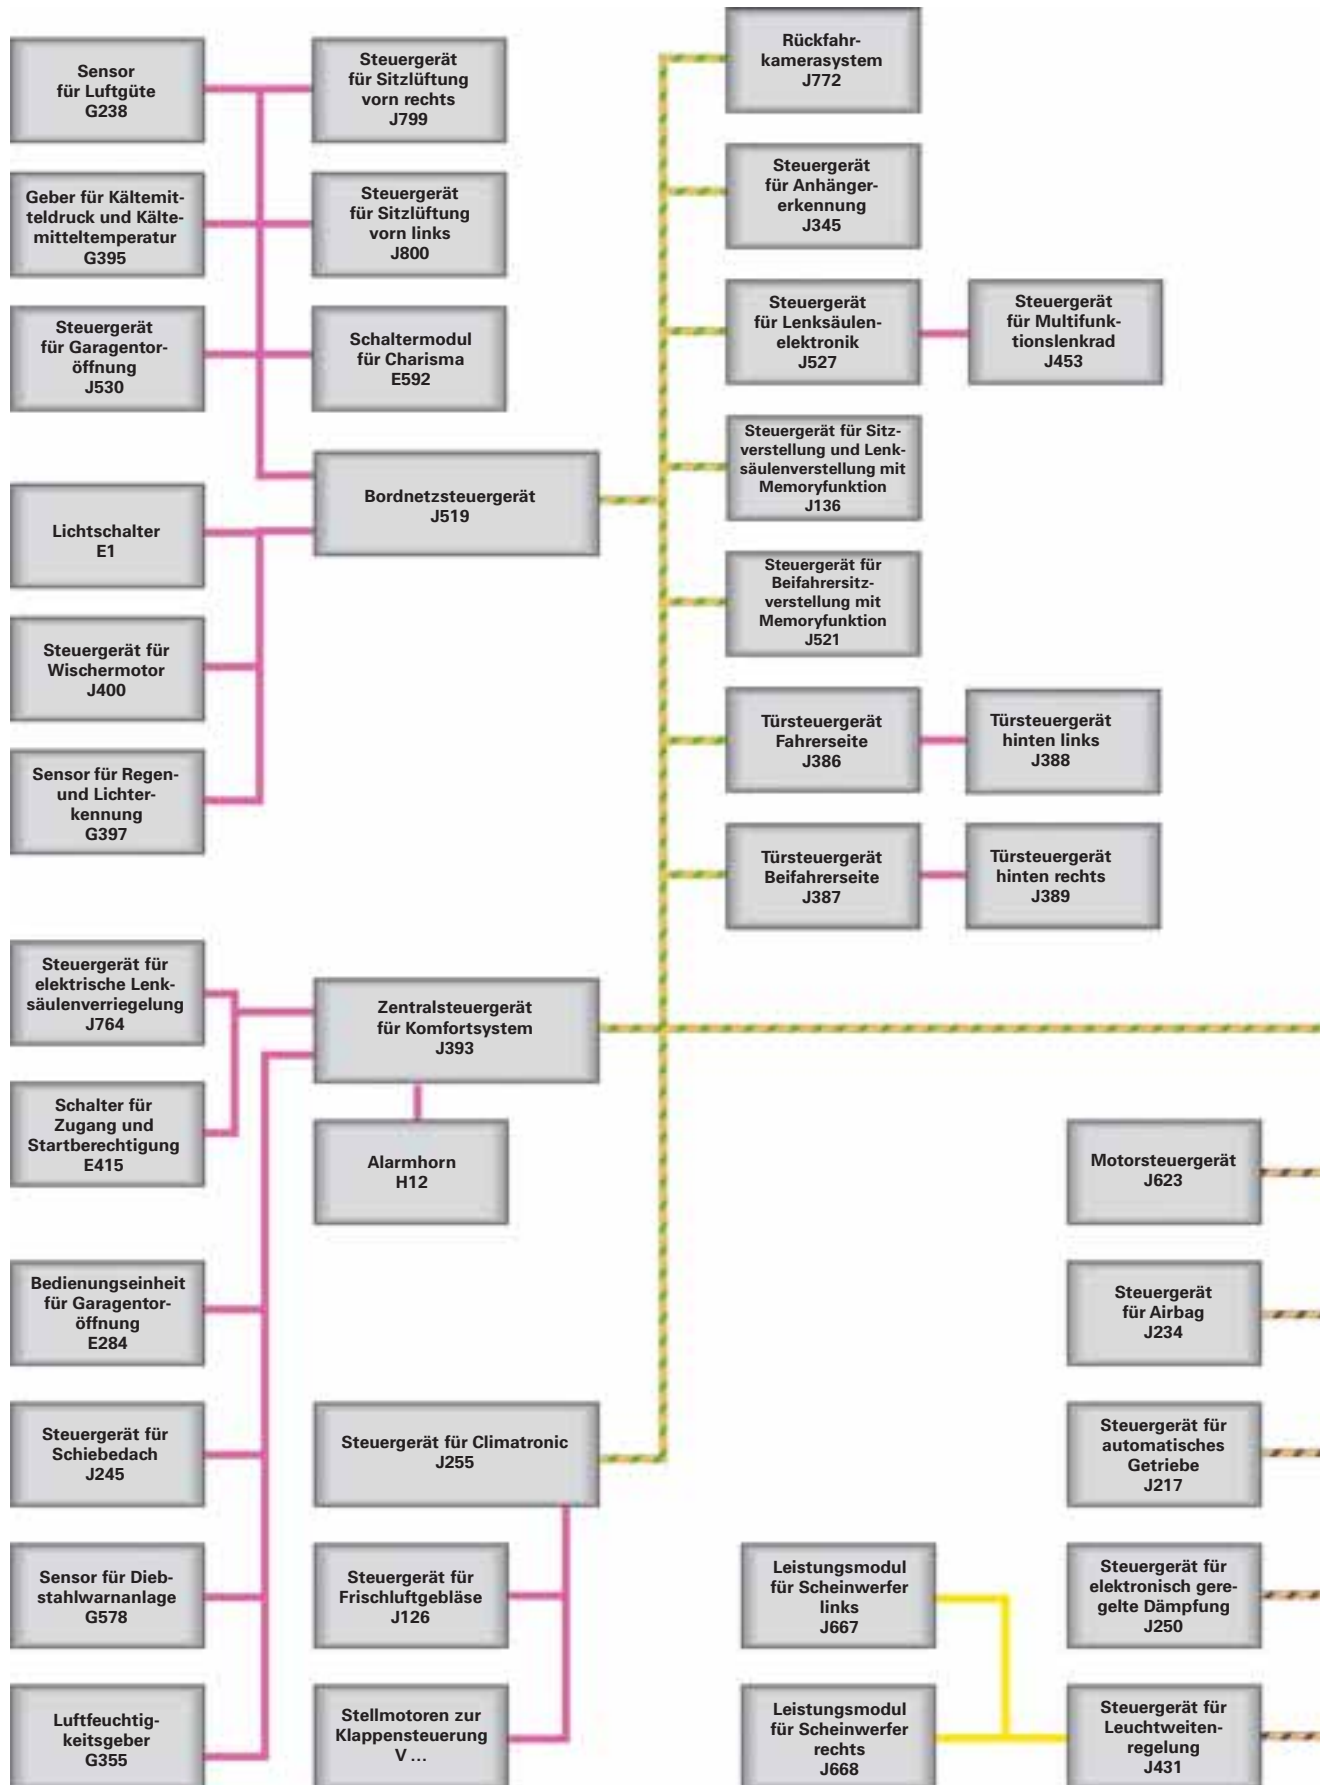 Sensor
für Luftgüte
G238
Steuergerät
für Sitzlüftung
vorn rechts
J799
Rückfahr-
kamerasystem
J772
Geber für Kältemit-
teldruck und Kälte-
mitteltemperatur
G395
Steuergerät
für Sitzlüftung
vorn links
J800
Steuergerät
für Anhänger-
erkennung
J345
Steuergerät
für Garagentor-
öffnung
J530
Schaltermodul
für Charisma
E592
Steuergerät
für Lenksäulen-
elektronik
J527
Steuergerät
für Multifunk-
tionslenkrad
J453
Steuergerät für Sitz-
verstellung und Lenk-
säulenverstellung mit
Memoryfunktion
J136
Bordnetzsteuergerät
J519
Lichtschalter
E1
Steuergerät für
Beifahrersitz-
verstellung mit
Memoryfunktion
J521
Steuergerät für
Wischermotor
J400
Türsteuergerät
Fahrerseite
J386
Türsteuergerät
hinten links
J388
Sensor für Regen-
und Lichter-
kennung
G397
Türsteuergerät
Beifahrerseite
J387
Türsteuergerät
hinten rechts
J389
Steuergerät für
elektrische Lenk-
säulenverriegelung
J764
Zentralsteuergerät
für Komfortsystem
J393
Schalter für
Zugang und
Startberechtigung
E415
Alarmhorn
H12
Motorsteuergerät
J623
Bedienungseinheit
für Garagentor-
öffnung
E284
Steuergerät
für Airbag
J234
Steuergerät für
Schiebedach
J245
Steuergerät für Climatronic
J255
Steuergerät für
automatisches
Getriebe
J217
Sensor für Dieb-
stahlwarnanlage
G578
Steuergerät für
Frischluftgebläse
J126
Leistungsmodul
für Scheinwerfer
links
J667
Steuergerät für
elektronisch gere-
gelte Dämpfung
J250
Luftfeuchtig-
keitsgeber
G355
Stellmotoren zur
Klappensteuerung
V ...
Leistungsmodul
für Scheinwerfer
rechts
J668
Steuergerät für
Leuchtweiten-
regelung
J431